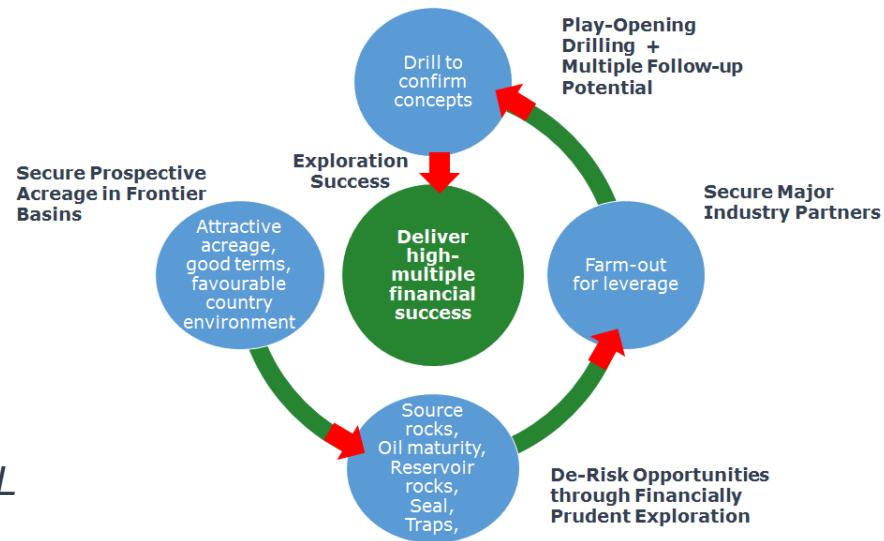 Play-Opening
Drilling +
Multiple Follow-up
Potential
Drill to
confirm
concepts
Exploration
Success
Secure Prospective
Acreage in Frontier
Basins
Secure Major
Industry Partners
Attractive
acreage,
good terms,
favourable
country
environment
Deliver
high-
multiple
financial
success
Farm-out
for leverage
Source
rocks,
Oil maturity,
Reservoir
rocks,
Seal,
Traps,
De-Risk Opportunities
through Financially
Prudent Exploration
L